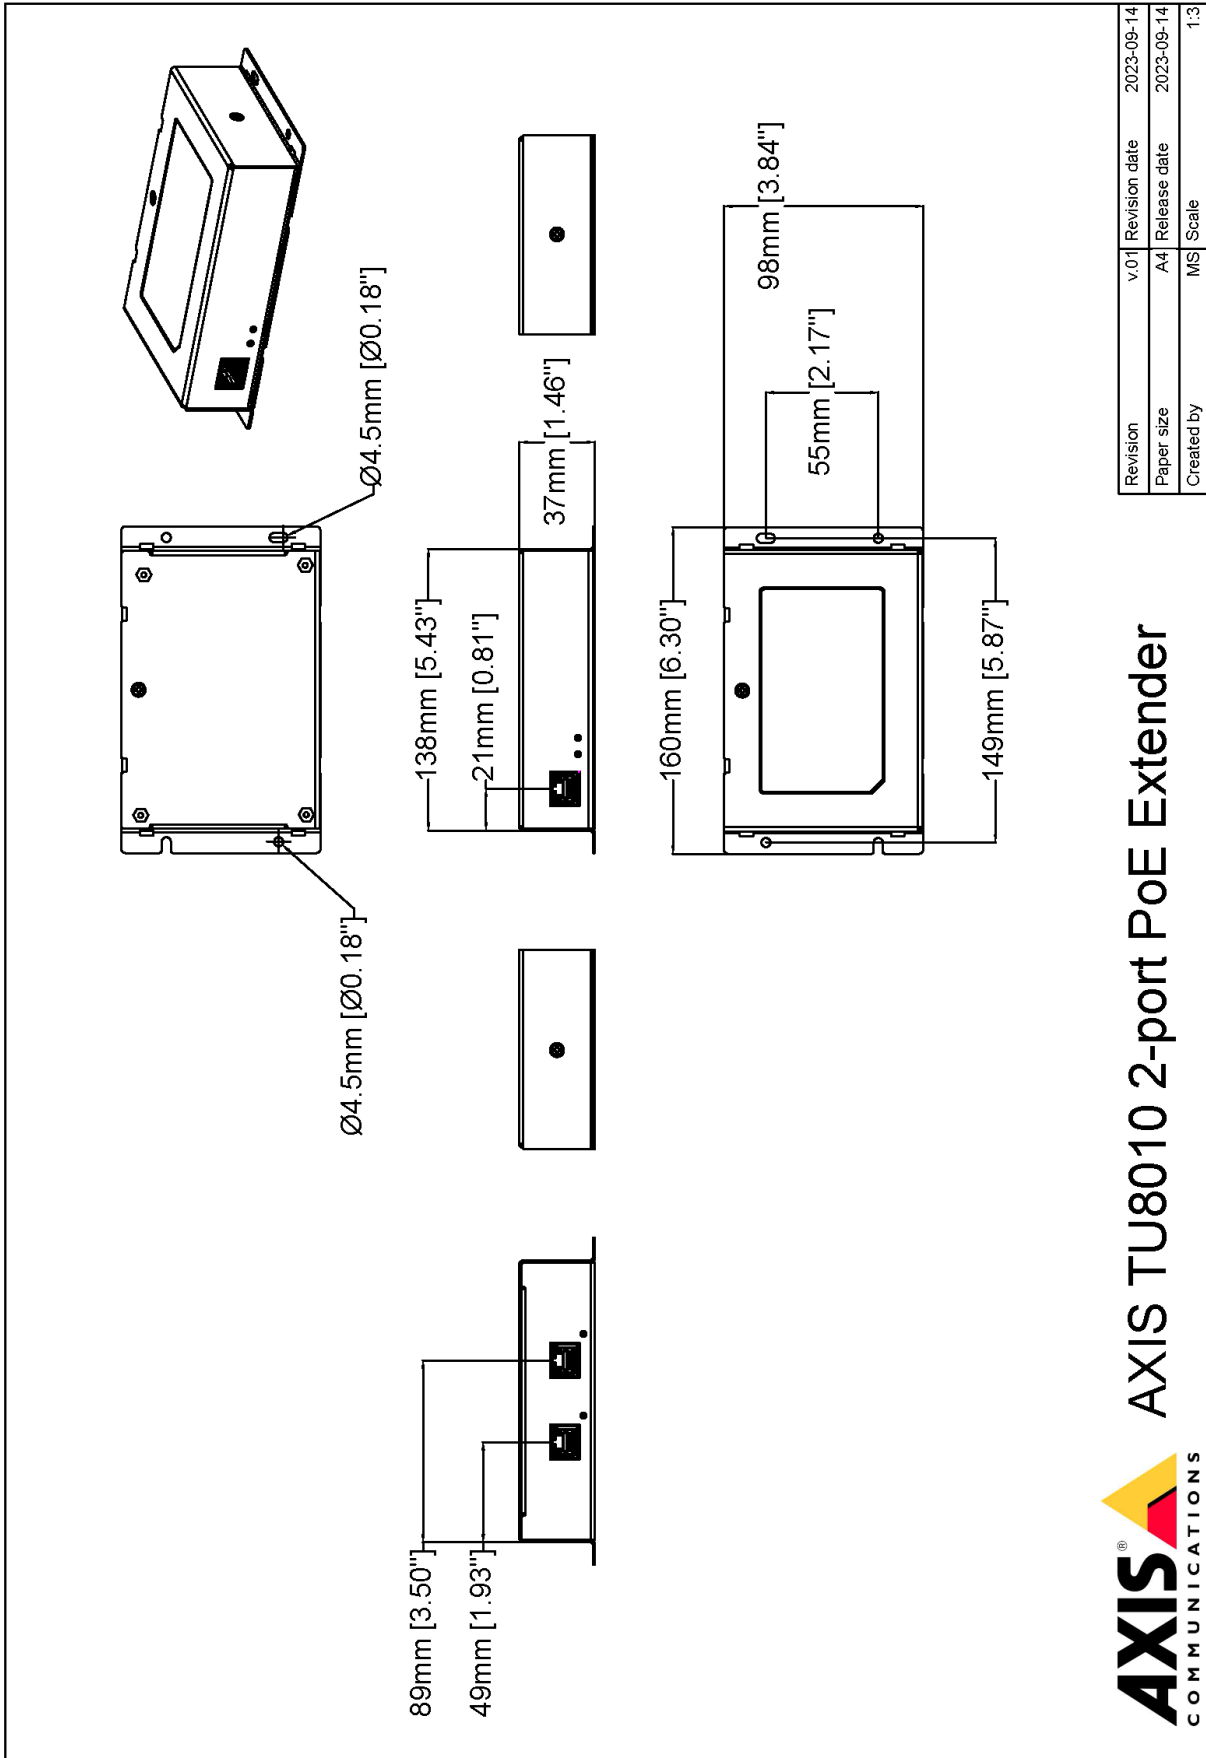 Ø4.5mm [Ø0.18"]
Ø4.5mm [Ø0.18"]
89mm [3.50"]
49mm [1.93"]
138mm [5.43"]
21mm [0.81"]
37mm [1.46"]
160mm [6.30"]
98mm [3.84"]
55mm [2.17"]
149mm [5.87"]
AXIS®
COMMUNICATIONS
AXIS TU8010 2-port PoE Extender
Revision v.01 Revision date 2023-09-14
Paper size A4 Release date 2023-09-14
Created by MS Scale 1:3